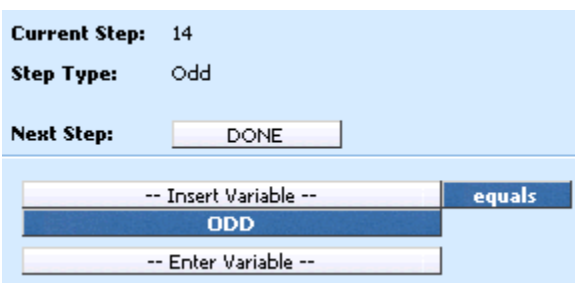 Current Step: 14
Step Type: Odd
Next Step: DONE
-- Insert Variable -- equals
ODD
-- Enter Variable --